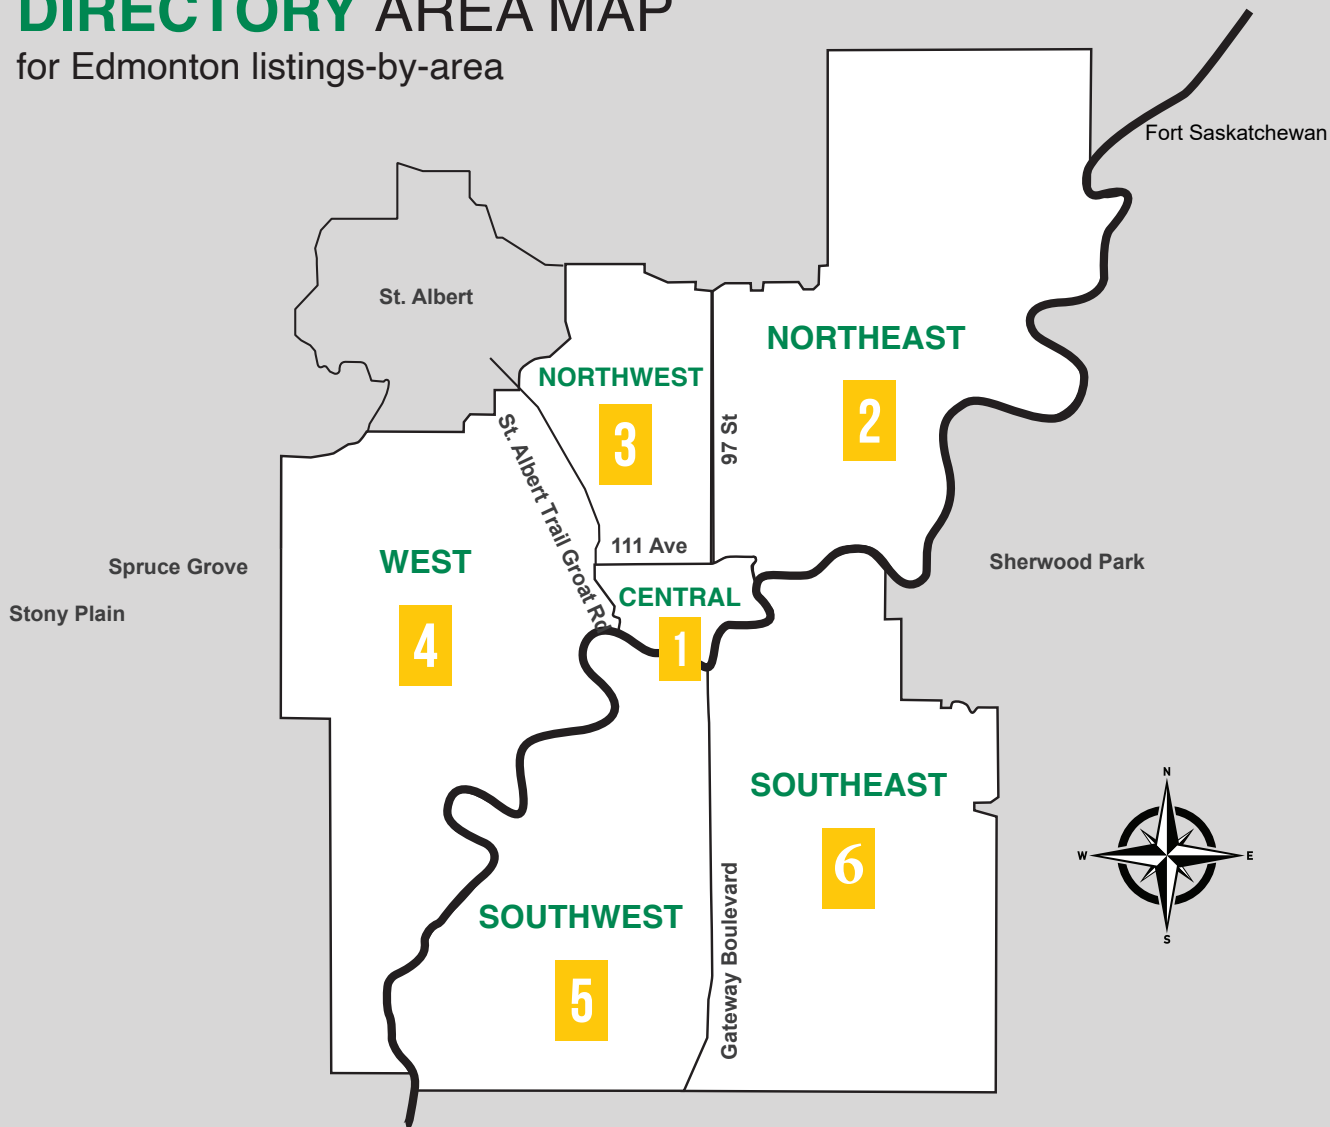 DIRECTORY AREA MAP
for Edmonton listings-by-area
Fort Saskatchewan
St. Albert
NORTHEAST
2
NORTHWEST
3
97 St
St. Albert Trail Groat Rd
111 Ave
WEST
4
Spruce Grove
Stony Plain
Sherwood Park
CENTRAL
1
SOUTHEAST
6
N
W
E
S
SOUTHWEST
5
Gateway Boulevard